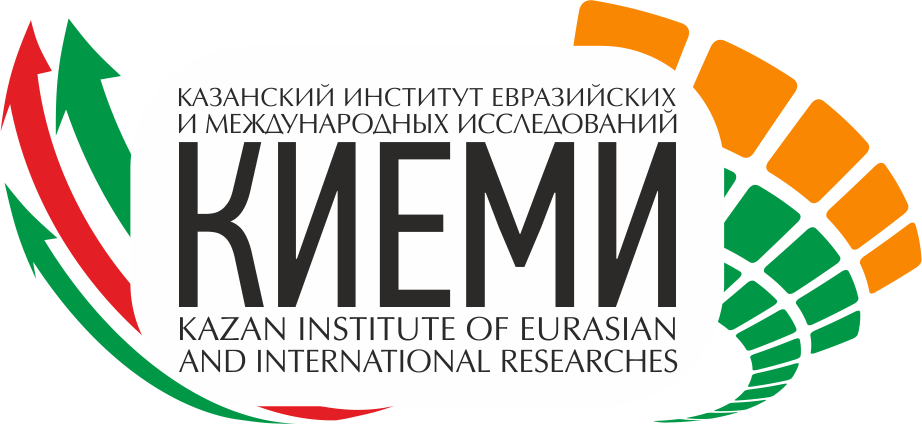 КАЗАНСКИЙ ИНСТИТУТ ЕВРАЗИЙСКИХ
И МЕЖДУНАРОДНЫХ ИССЛЕДОВАНИЙ
КИЕМИ
KAZAN INSTITUTE OF EURASIAN
AND INTERNATIONAL RESEARCHES